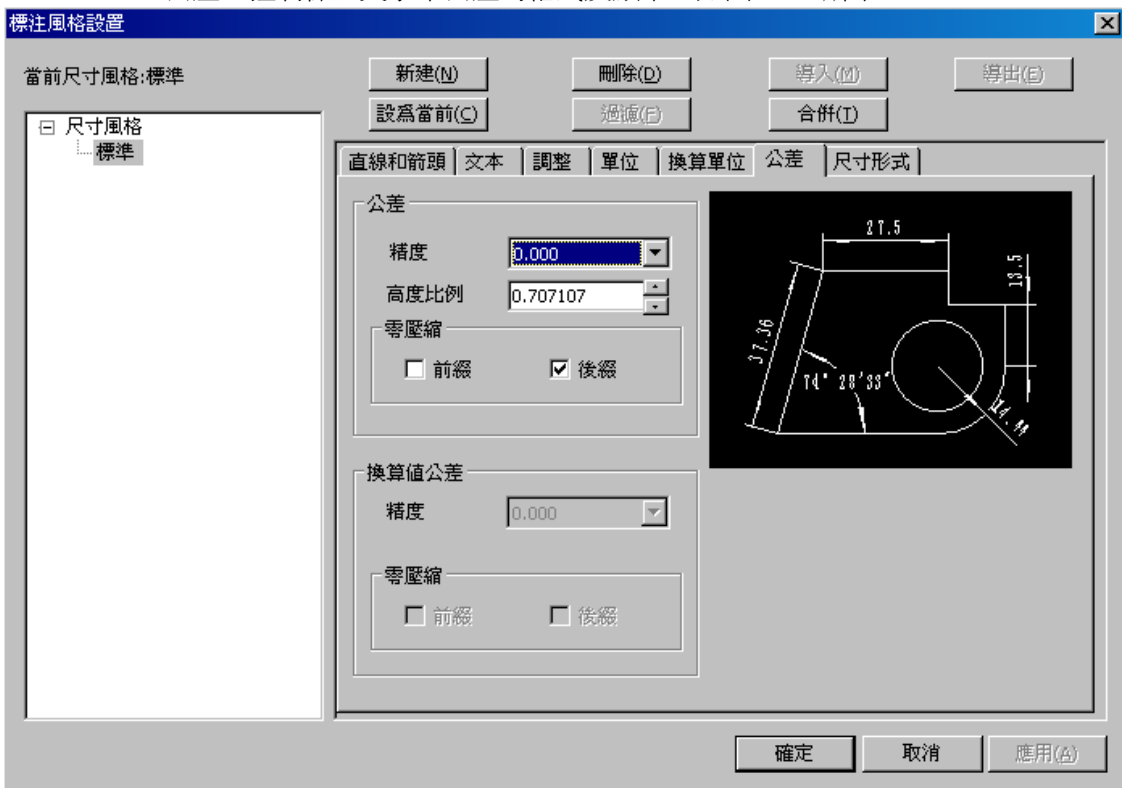 標注風格設置
當前尺寸風格:標準
新建(N) 刪除(D) 導入(M) 導出(E)
設爲當前(C) 過濾(F) 合併(T)
尺寸風格
標準
直線和箭頭 文本 調整 單位 換算單位 公差 尺寸形式
公差
精度 0.000
高度比例 0.707107
零壓縮
前綴 後綴
27.5
13.5
37.36
74° 28'33"
14.44
換算值公差
精度 0.000
零壓縮
前綴 後綴
確定 取消 應用(A)